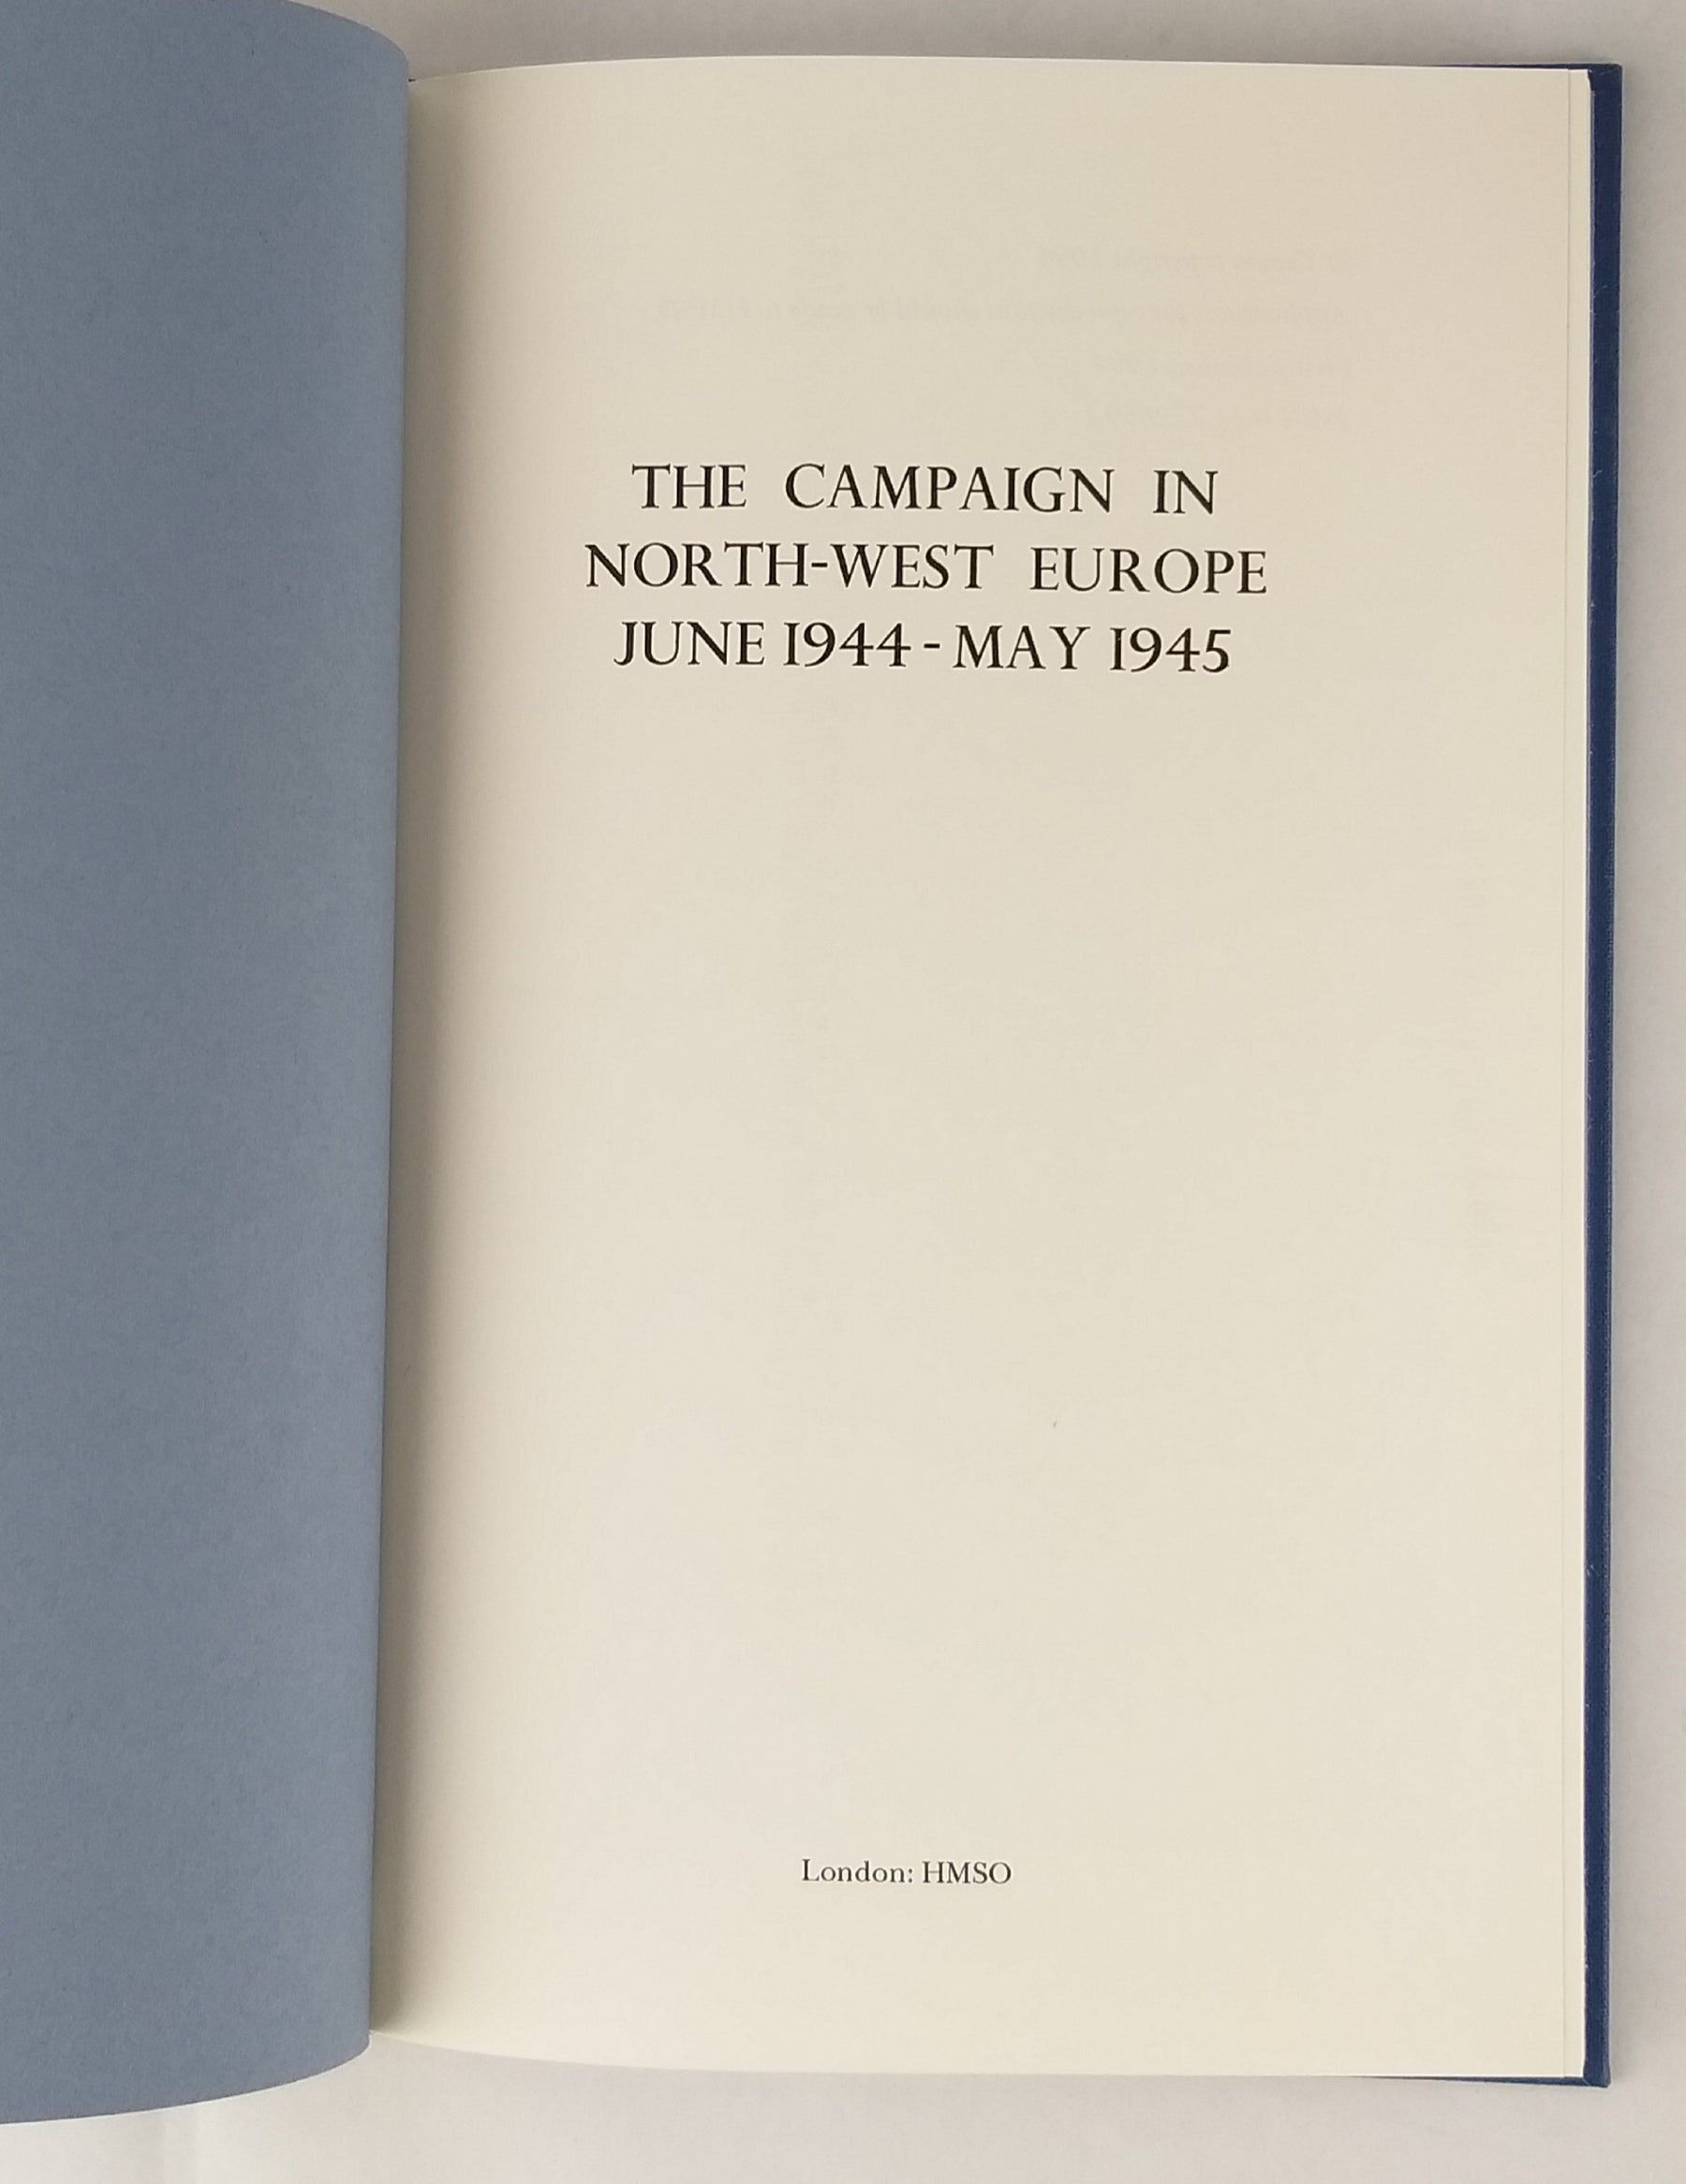 THE CAMPAIGN IN
NORTH-WEST EUROPE
JUNE 1944 - MAY 1945
London: HMSO